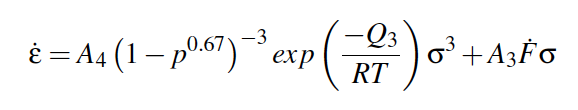 ε̇ = A₄ (1 − p^0.67)^−3 exp (−Q₃ / RT) σ³ + A₃Ḟσ